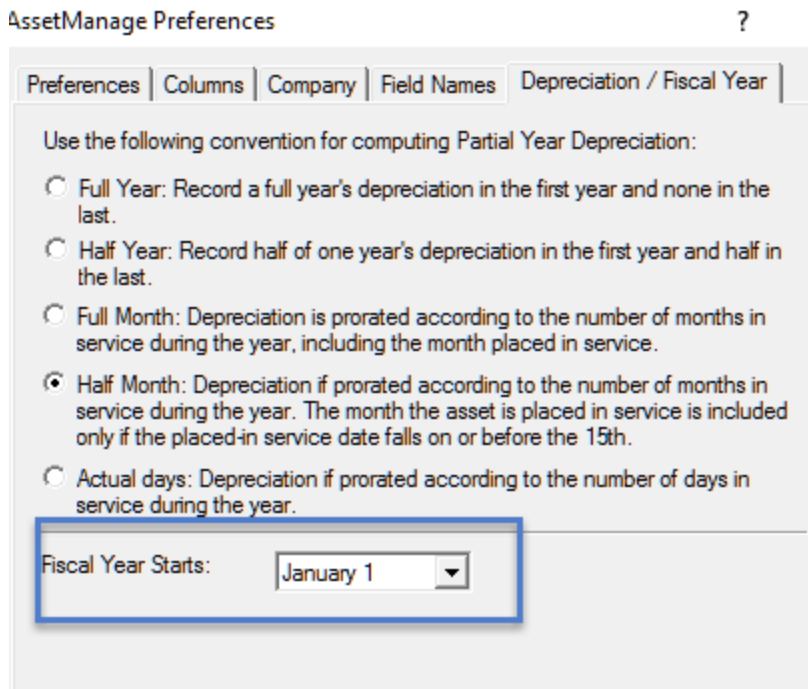 AssetManage Preferences ?
Preferences Columns Company Field Names Depreciation / Fiscal Year
Use the following convention for computing Partial Year Depreciation:
Full Year: Record a full year's depreciation in the first year and none in the
last.
Half Year: Record half of one year's depreciation in the first year and half in
the last.
Full Month: Depreciation is prorated according to the number of months in
service during the year, including the month placed in service.
Half Month: Depreciation if prorated according to the number of months in
service during the year. The month the asset is placed in service is included
only if the placed-in service date falls on or before the 15th.
Actual days: Depreciation if prorated according to the number of days in
service during the year.
Fiscal Year Starts: January 1